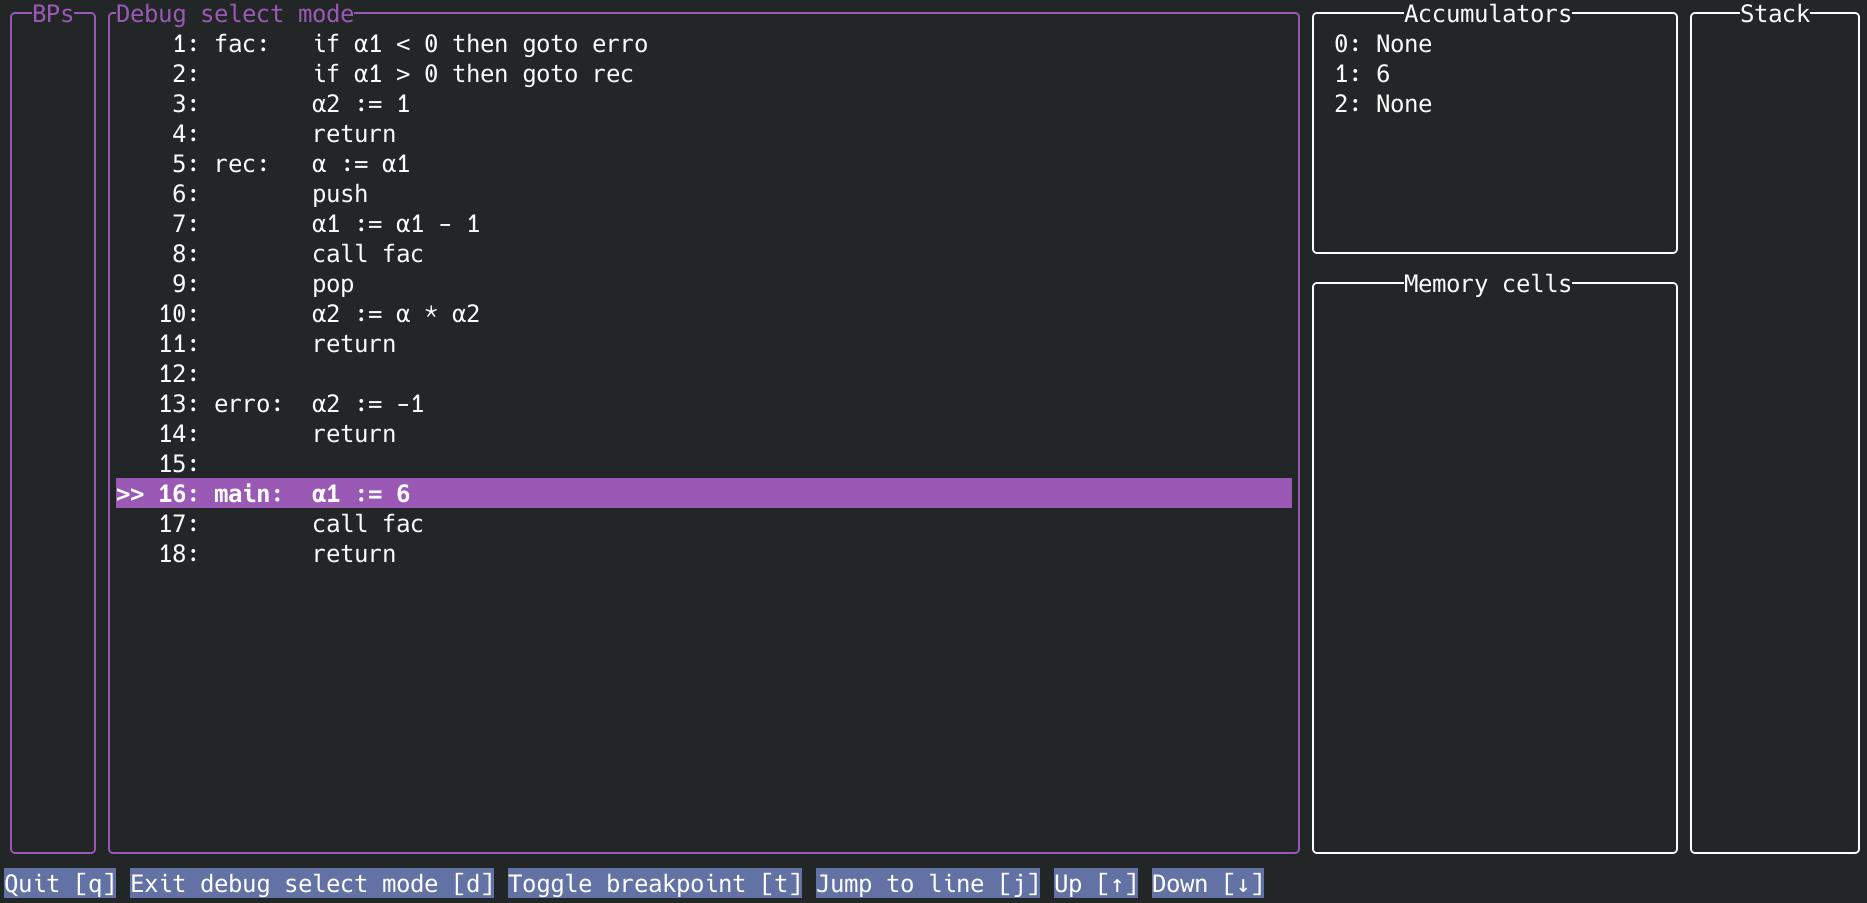 BPs
Debug select mode
1: fac:   if α1 < 0 then goto erro
2:        if α1 > 0 then goto rec
3:        α2 := 1
4:        return
5: rec:   α := α1
6:        push
7:        α1 := α1 - 1
8:        call fac
9:        pop
10:        α2 := α * α2
11:        return
12:
13: erro:  α2 := -1
14:        return
15:
>> 16: main:  α1 := 6
17:        call fac
18:        return
Accumulators
0: None
1: 6
2: None
Memory cells
Stack
Quit [q] Exit debug select mode [d] Toggle breakpoint [t] Jump to line [j] Up [↑] Down [↓]